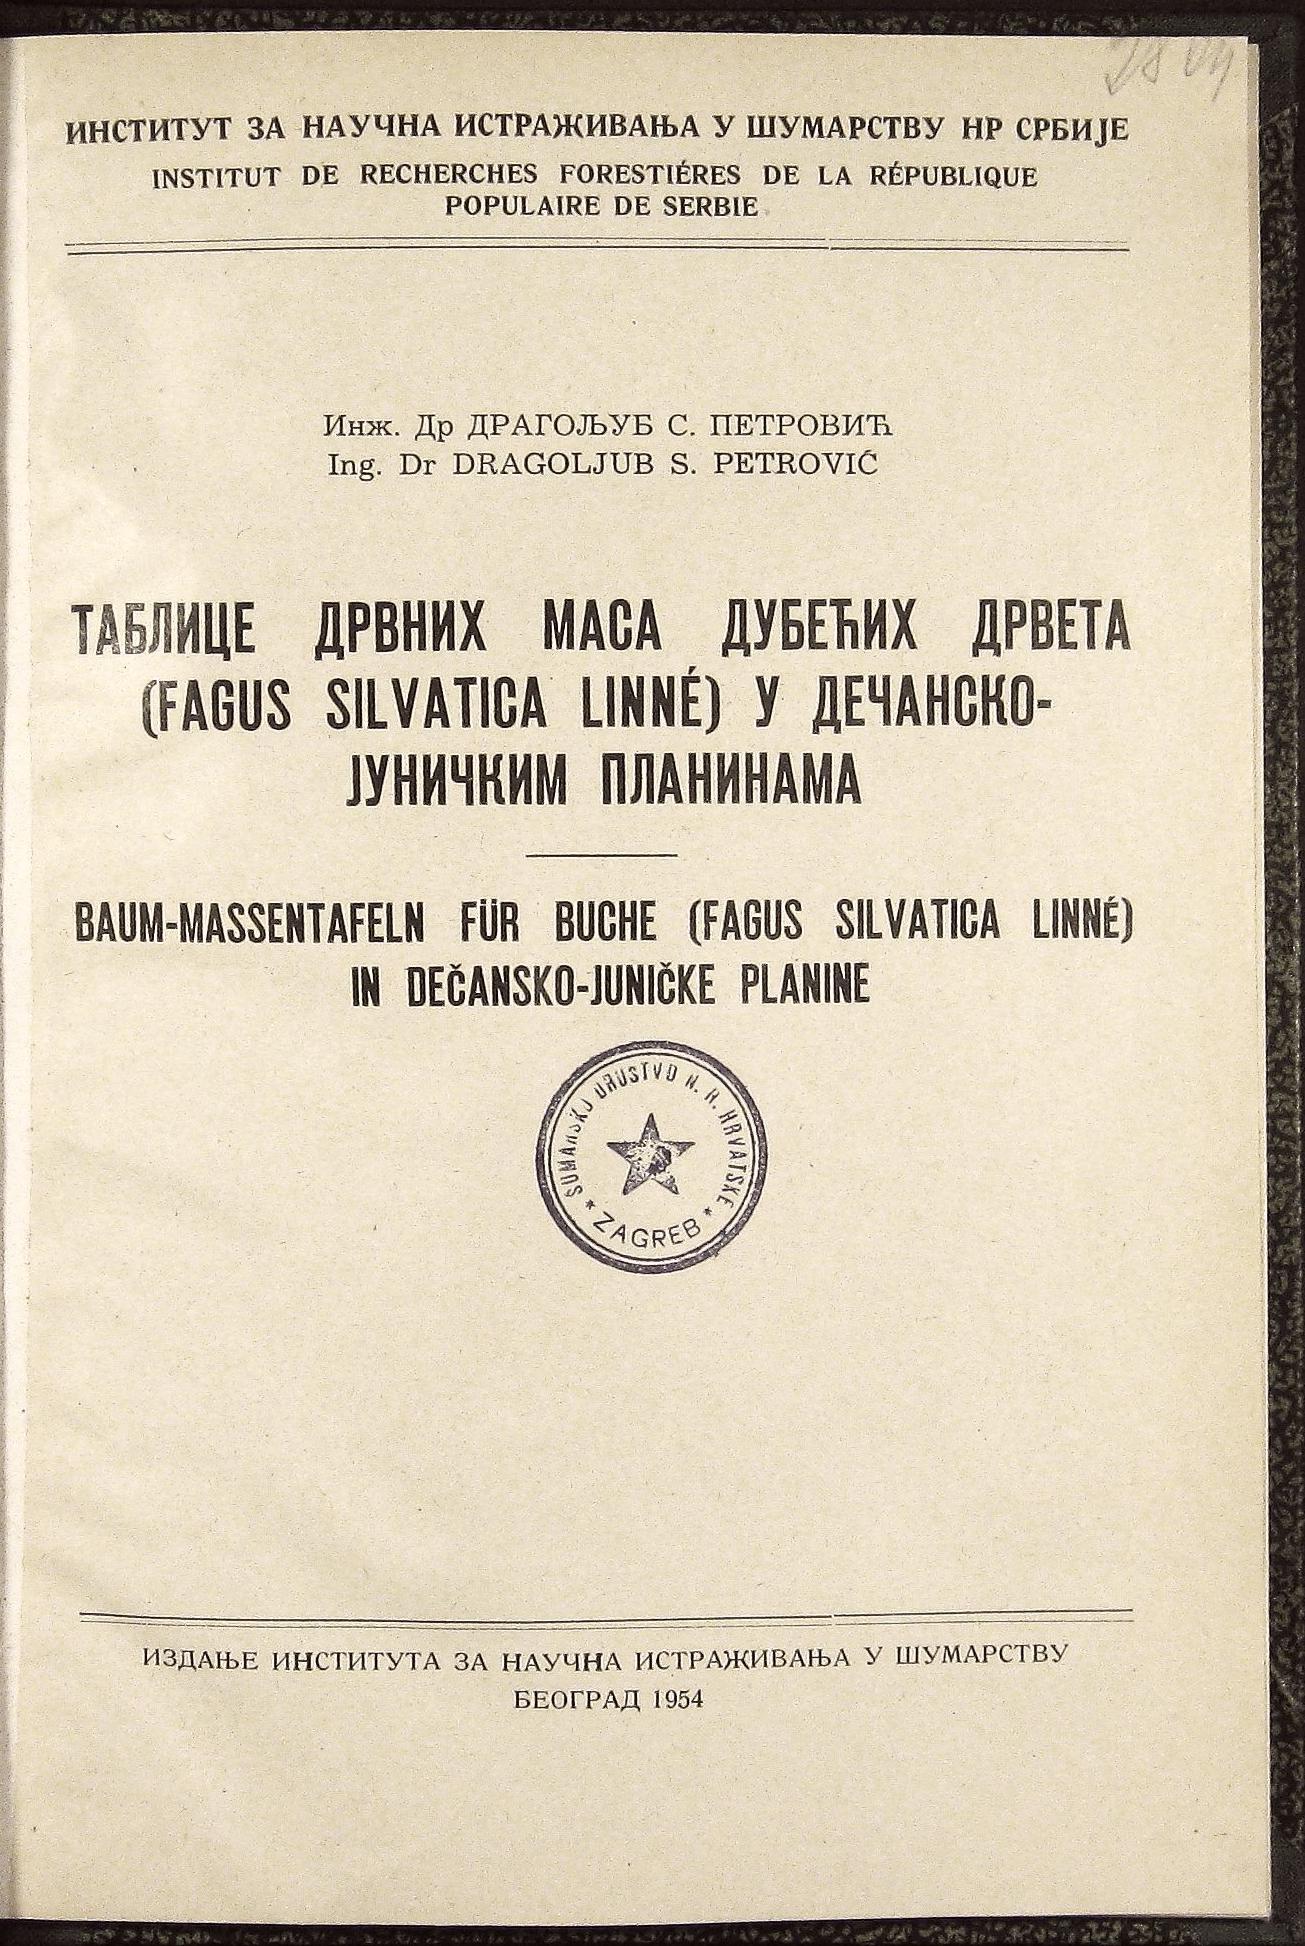 ИНСТИТУТ ЗА НАУЧНА ИСТРАЖИВАЊА У ШУМАРСТВУ НР СРБИЈЕ
INSTITUT DE RECHERCHES FORESTIÉRES DE LA RÉPUBLIQUE
POPULAIRE DE SERBIE
Инж. Др ДРАГОЉУБ С. ПЕТРОВИЋ
Ing. Dr DRAGOLJUB S. PETROVIĆ
ТАБЛИЦЕ ДРВНИХ МАСА ДУБЕЋИХ ДРВЕТА
(FAGUS SILVATICA LINNÉ) У ДЕЧАНСКО-
ЈУНИЧКИМ ПЛАНИНАМА
BAUM-MASSENTAFELN FÜR BUCHE (FAGUS SILVATICA LINNÉ)
IN DEČANSKO-JUNIČKE PLANINE
DRUSTVO N. R. HRVATSKE
* ZAGREB *
ИЗДАЊЕ ИНСТИТУТА ЗА НАУЧНА ИСТРАЖИВАЊА У ШУМАРСТВУ
БЕОГРАД 1954